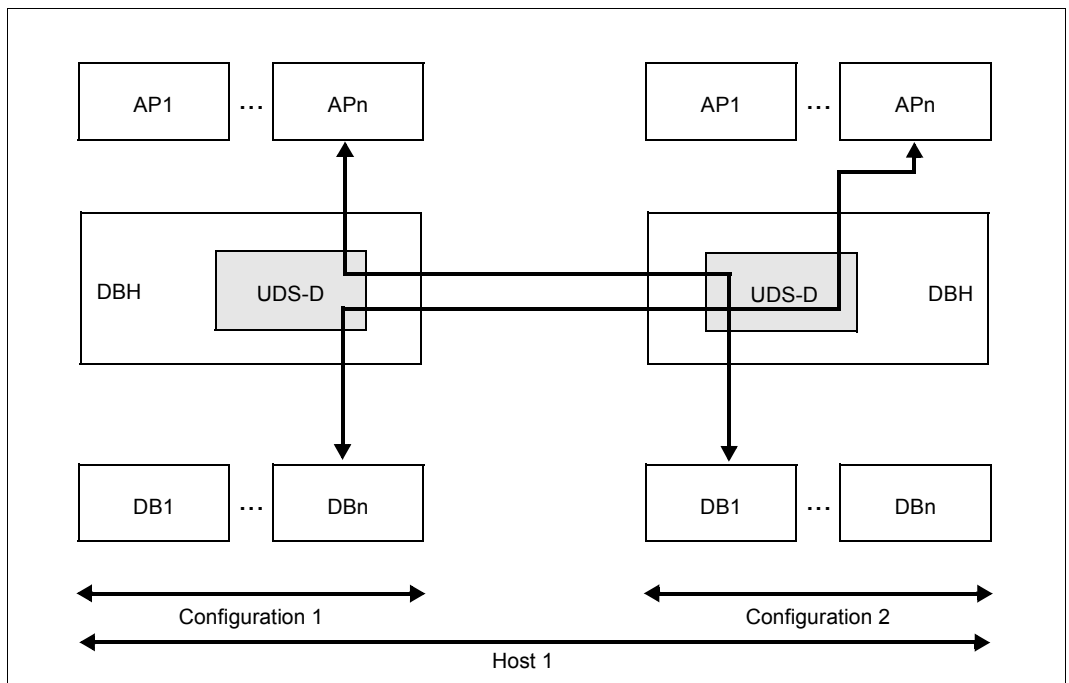 AP1 ... APn AP1 ... APn
DBH UDS-D UDS-D DBH
DB1 ... DBn DB1 ... DBn
Configuration 1 Configuration 2
Host 1